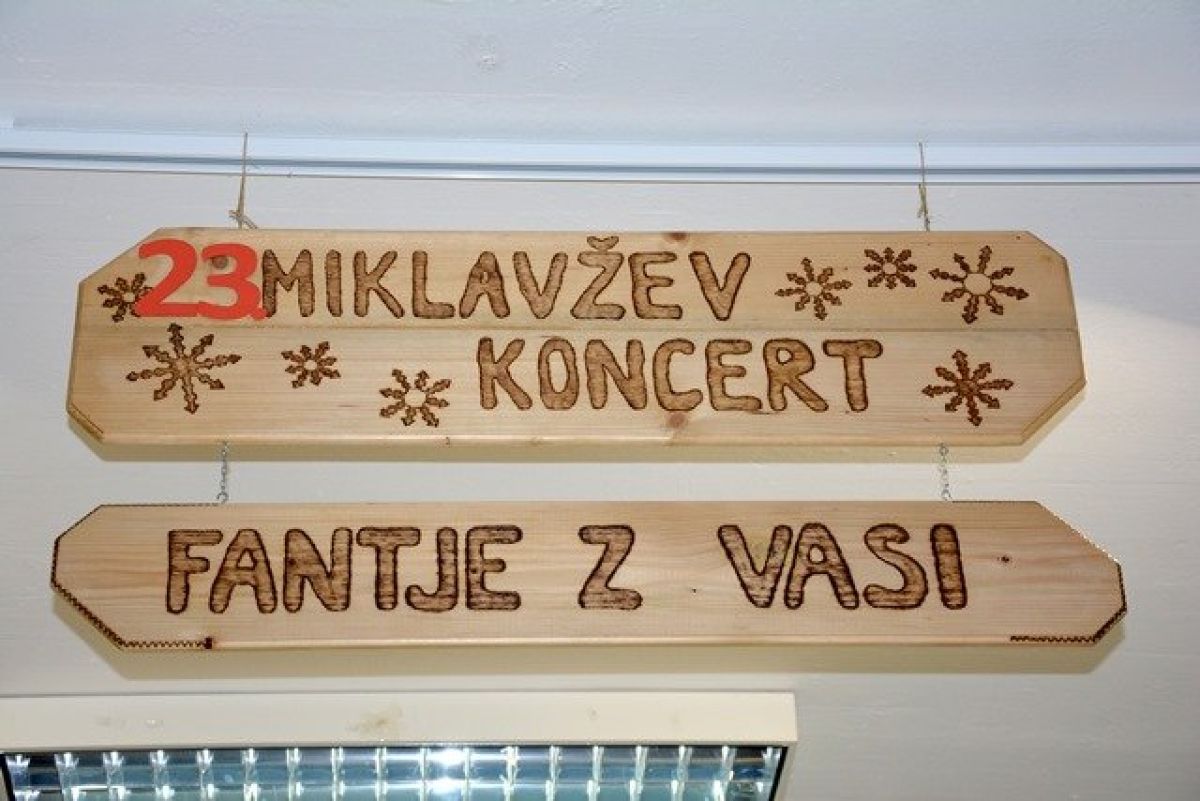 23. MIKLAVŽEV
KONCERT
FANTJE Z VASI